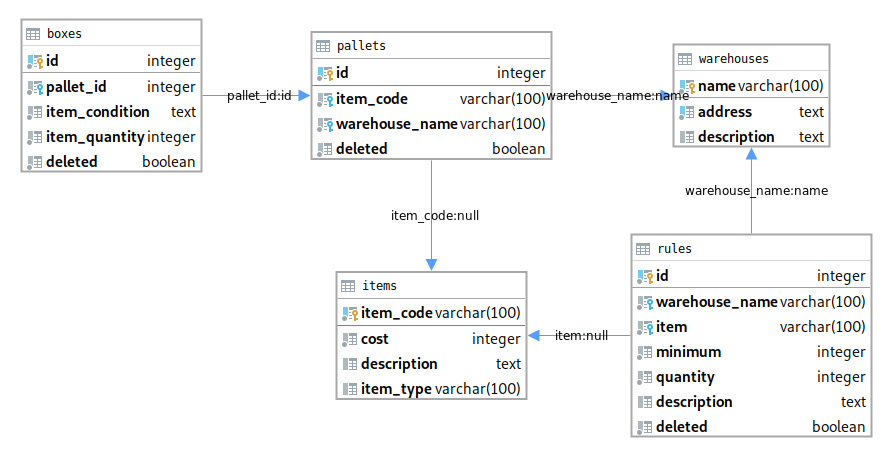 boxes
id integer
pallet_id integer
item_condition text
item_quantity integer
deleted boolean
pallet_id:id
pallets
id integer
item_code varchar(100)
warehouse_name varchar(100)
deleted boolean
warehouse_name:name
warehouses
name varchar(100)
address text
description text
warehouse_name:name
item_code:null
items
item_code varchar(100)
cost integer
description text
item_type varchar(100)
item:null
rules
id integer
warehouse_name varchar(100)
item varchar(100)
minimum integer
quantity integer
description text
deleted boolean